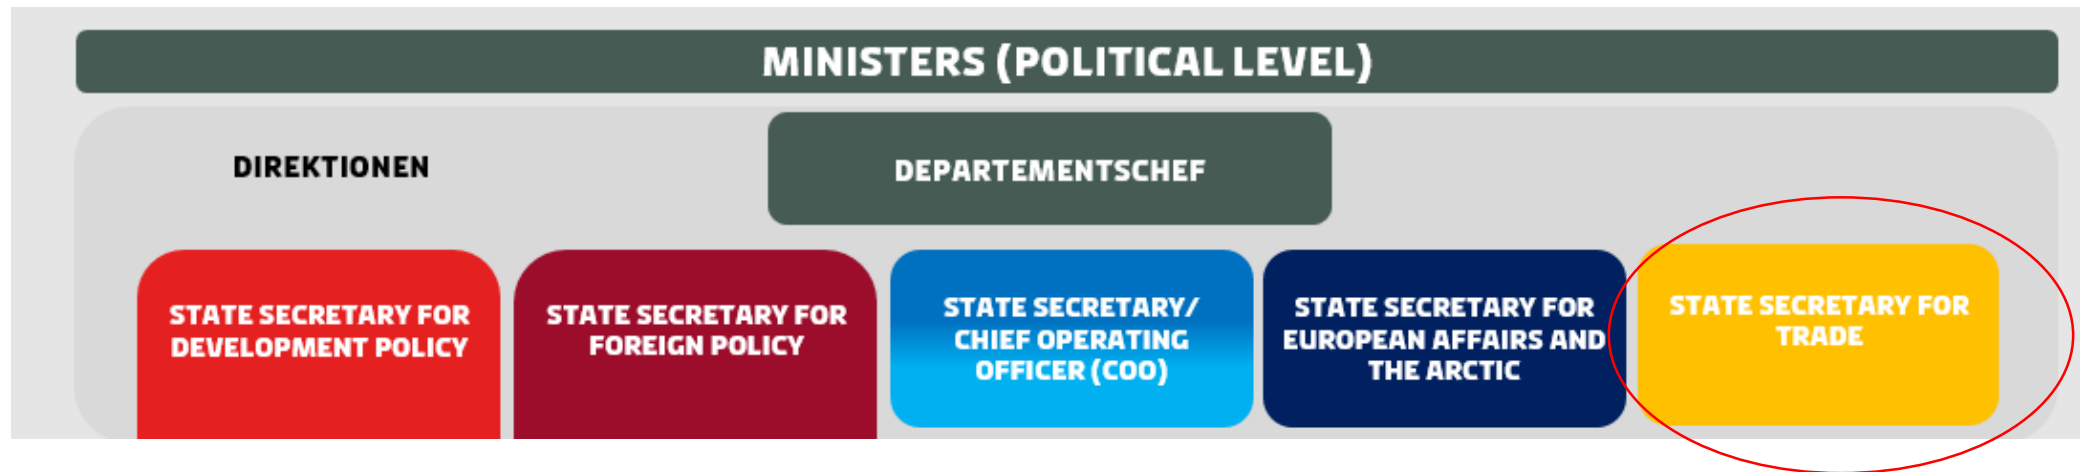 MINISTERS (POLITICAL LEVEL)
DIREKTIONEN
DEPARTEMENTSCHEF
STATE SECRETARY FOR
DEVELOPMENT POLICY
STATE SECRETARY FOR
FOREIGN POLICY
STATE SECRETARY/
CHIEF OPERATING
OFFICER (COO)
STATE SECRETARY FOR
EUROPEAN AFFAIRS AND
THE ARCTIC
STATE SECRETARY FOR
TRADE